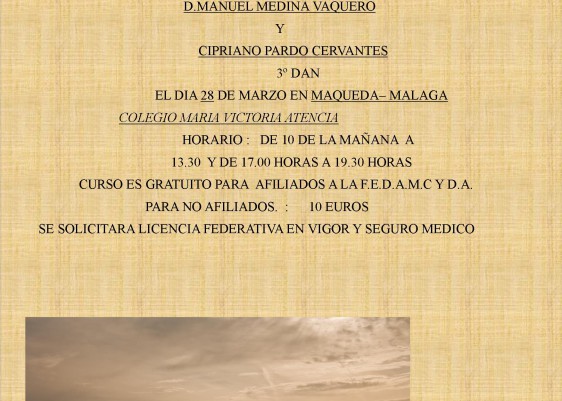 D.MANUEL MEDINA VAQUERO
Y
CIPRIANO PARDO CERVANTES
3º DAN
EL DIA 28 DE MARZO EN MAQUEDA– MALAGA
COLEGIO MARIA VICTORIA ATENCIA
HORARIO : DE 10 DE LA MAÑANA A
13.30 Y DE 17.00 HORAS A 19.30 HORAS
CURSO ES GRATUITO PARA AFILIADOS A LA F.E.D.A.M.C Y D.A.
PARA NO AFILIADOS. : 10 EUROS
SE SOLICITARA LICENCIA FEDERATIVA EN VIGOR Y SEGURO MEDICO